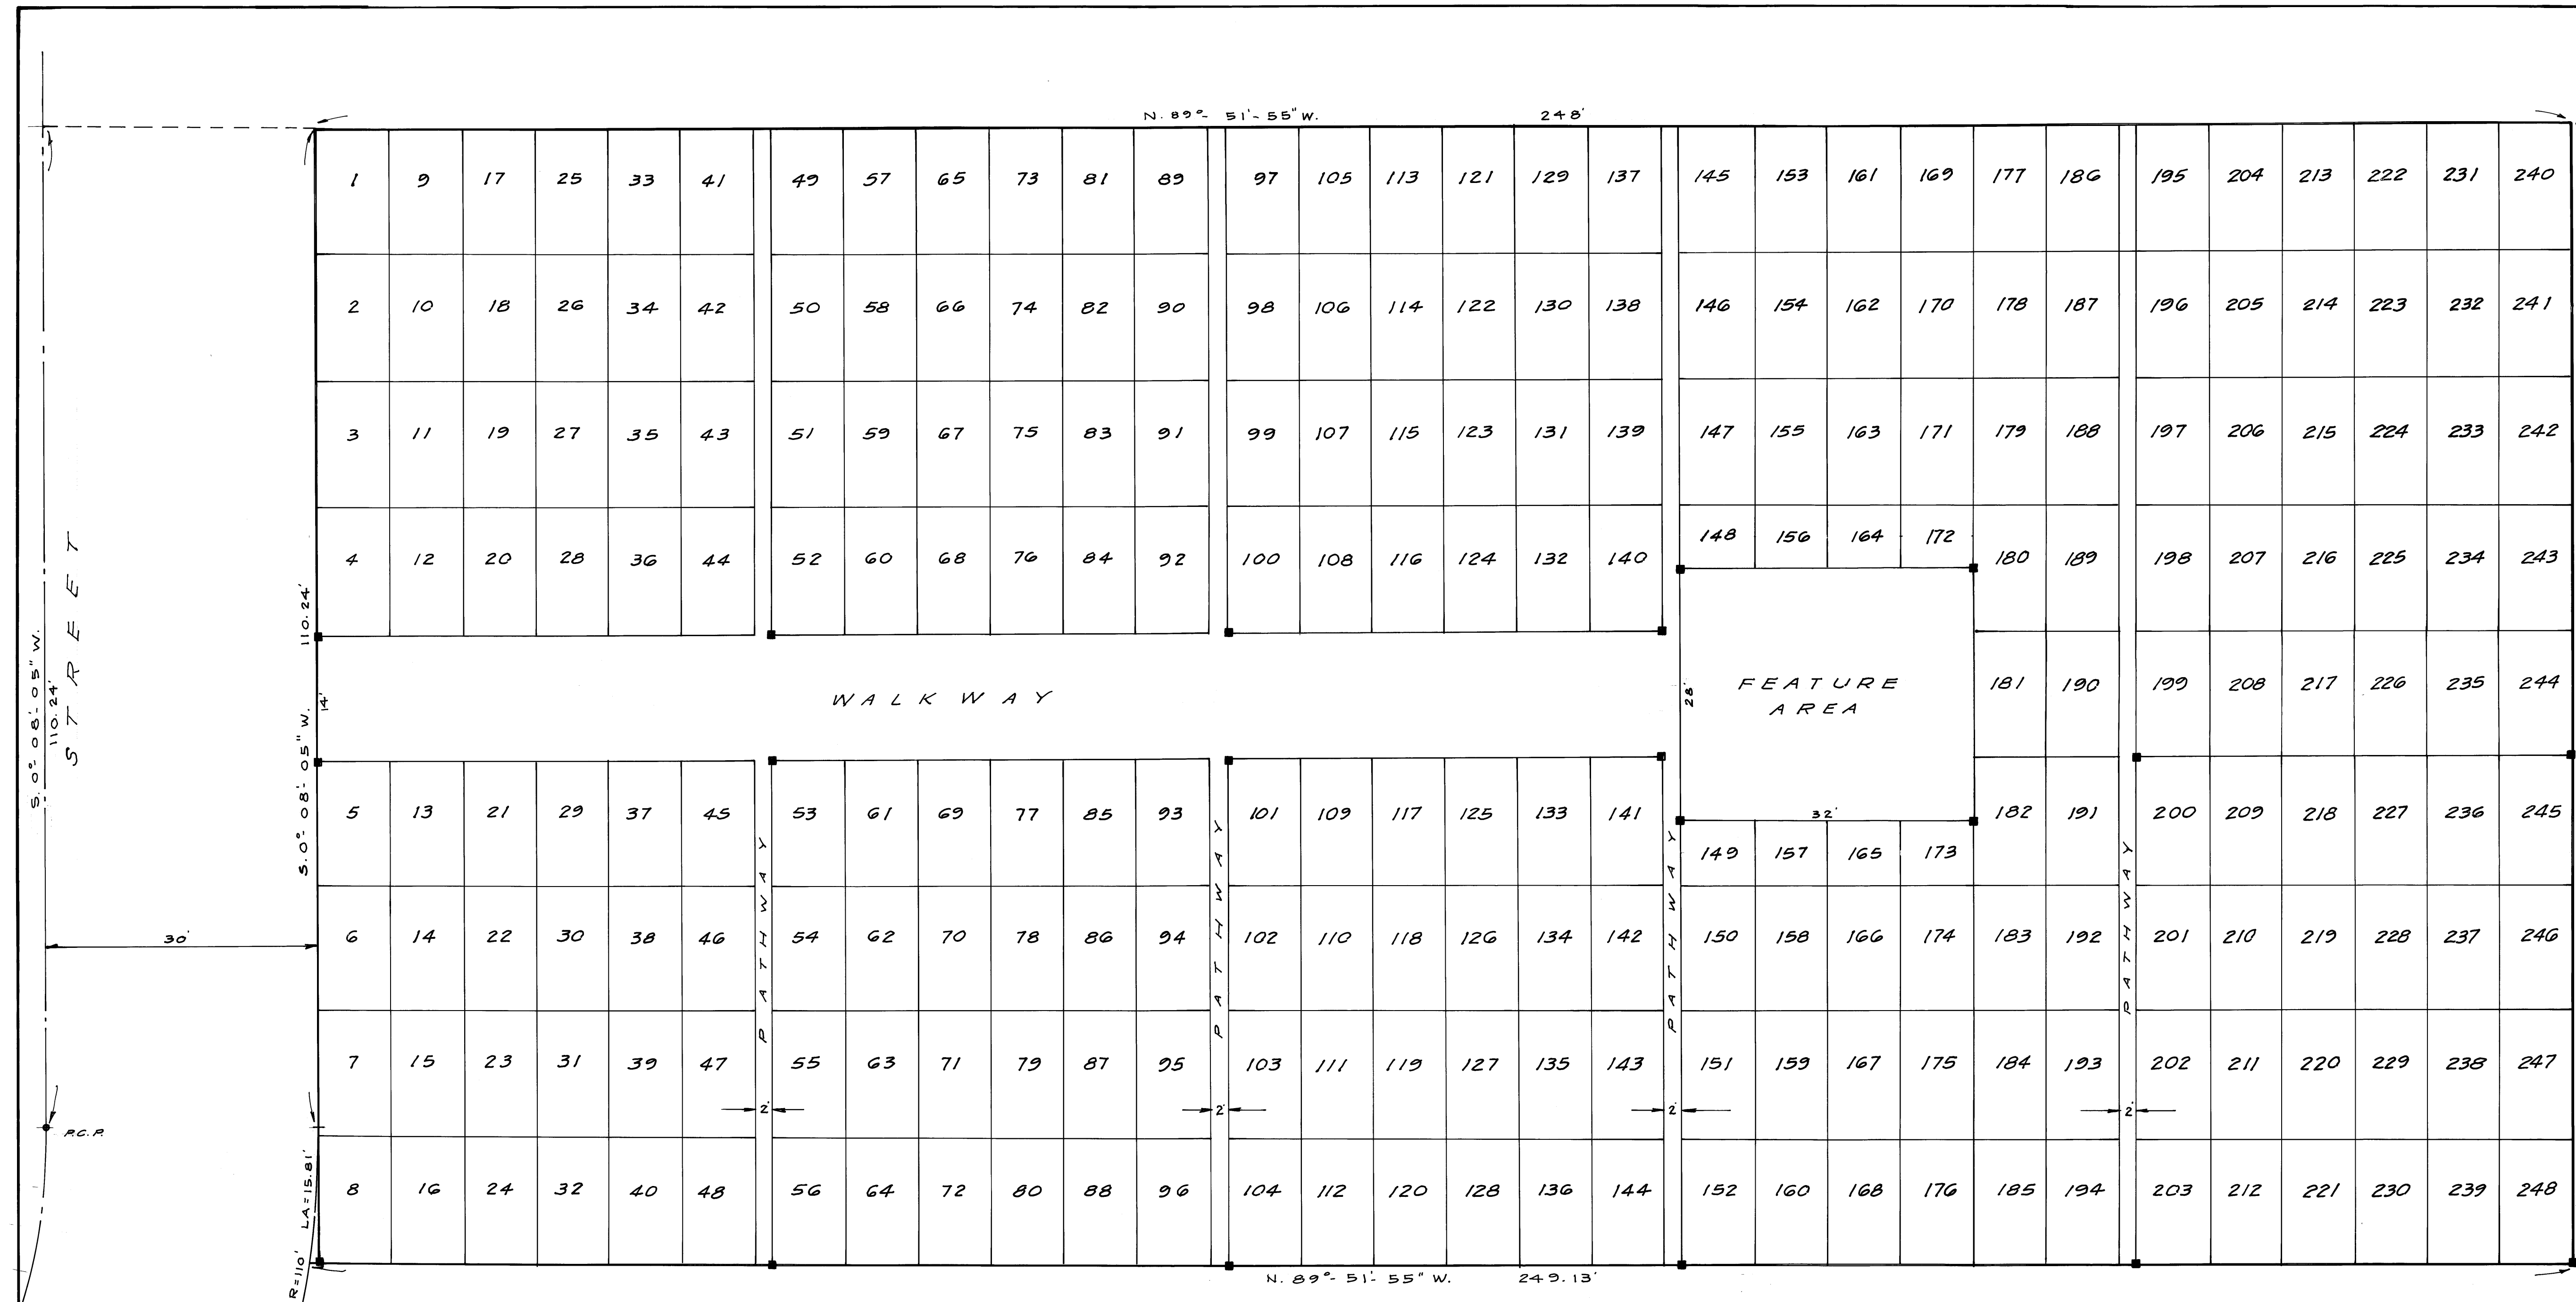 N. 89°- 51'- 55" W. 248'
1 9 17 25 33 41 49 57 65 73 81 89 97 105 113 121 129 137 145 153 161 169 177 186 195 204 213 222 231 240
2 10 18 26 34 42 50 58 66 74 82 90 98 106 114 122 130 138 146 154 162 170 178 187 196 205 214 223 232 241
3 11 19 27 35 43 51 59 67 75 83 91 99 107 115 123 131 139 147 155 163 171 179 188 197 206 215 224 233 242
148 156 164 172
4 12 20 28 36 44 52 60 68 76 84 92 100 108 116 124 132 140 180 189 198 207 216 225 234 243
S. 0°- 08'- 05" W.
110.24'
STREET
110.24'
S. 0°- 08'- 05" W.
14'
WALK WAY
28'
FEATURE
AREA
181 190 199 208 217 226 235 244
32'
5 13 21 29 37 45 53 61 69 77 85 93 101 109 117 125 133 141 182 191 200 209 218 227 236 245
149 157 165 173
PATHWAY
PATHWAY
PATHWAY
PATHWAY
30'
6 14 22 30 38 46 54 62 70 78 86 94 102 110 118 126 134 142 150 158 166 174 183 192 201 210 219 228 237 246
7 15 23 31 39 47 55 63 71 79 87 95 103 111 119 127 135 143 151 159 167 175 184 193 202 211 220 229 238 247
2' 2' 2' 2'
P.C.P.
8 16 24 32 40 48 56 64 72 80 88 96 104 112 120 128 136 144 152 160 168 176 185 194 203 212 221 230 239 248
R=110' LA=15.81'
N. 89°- 51'- 55" W. 249.13'